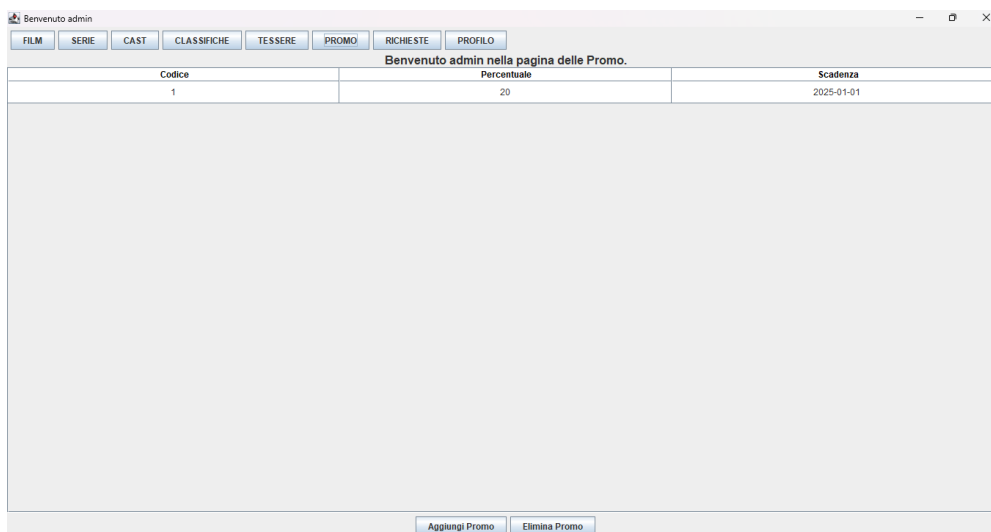 Benvenuto admin
FILM SERIE CAST CLASSIFICHE TESSERE PROMO RICHIESTE PROFILO
Benvenuto admin nella pagina delle Promo.
Codice Percentuale Scadenza
1 20 2025-01-01
Aggiungi Promo Elimina Promo